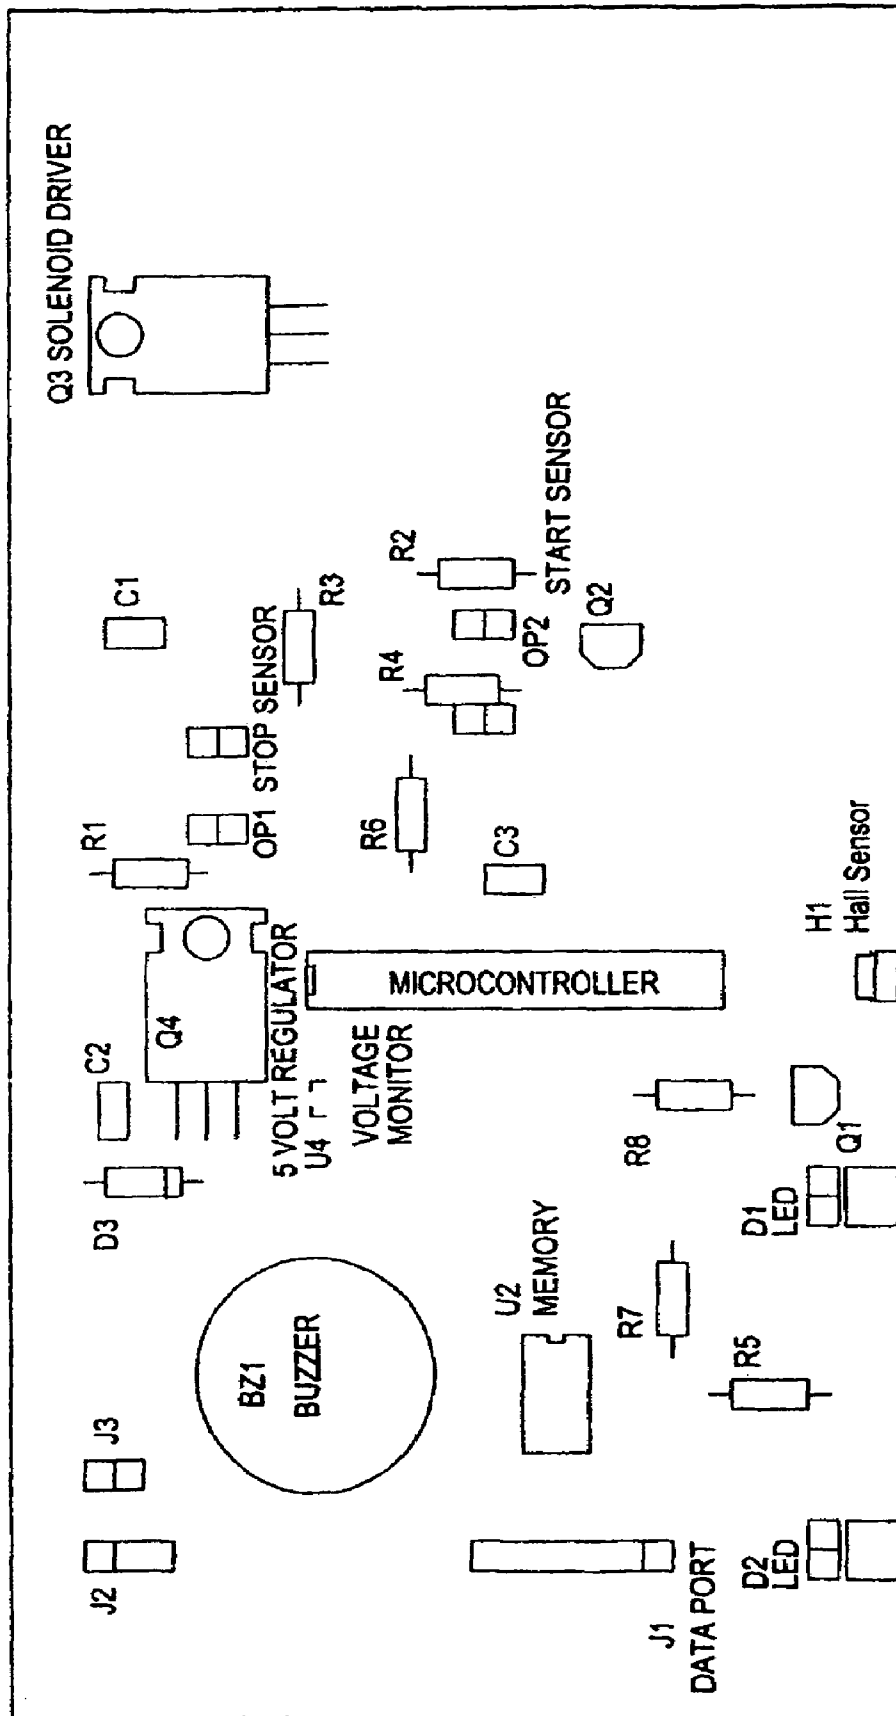 J2
J3
BZ1
BUZZER
D3
C2
Q4
5 VOLT REGULATOR
U4
VOLTAGE
MONITOR
MICROCONTROLLER
R1
OP1
STOP SENSOR
C1
R3
Q3 SOLENOID DRIVER
R6
R4
R2
OP2
START SENSOR
Q2
C3
J1
DATA PORT
U2
MEMORY
R7
R5
R8
D2
LED
D1
LED
Q1
H1
Hall Sensor